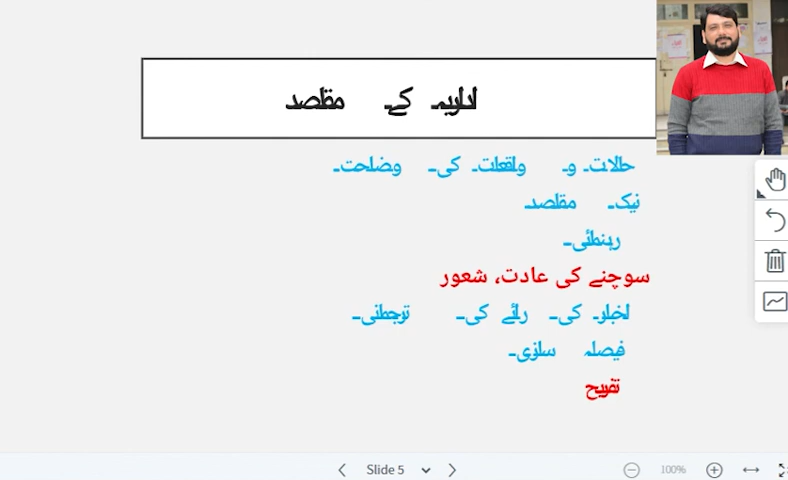 اداریہ کے مقاصد
حالات و واقعات کی وضاحت۔
نیک مقاصد
رہنمائی۔
سوچنے کی عادت، شعور
اخبار کی رائے کی ترجمانی۔
فیصلہ سازی۔
تفریح
Slide 5
100%